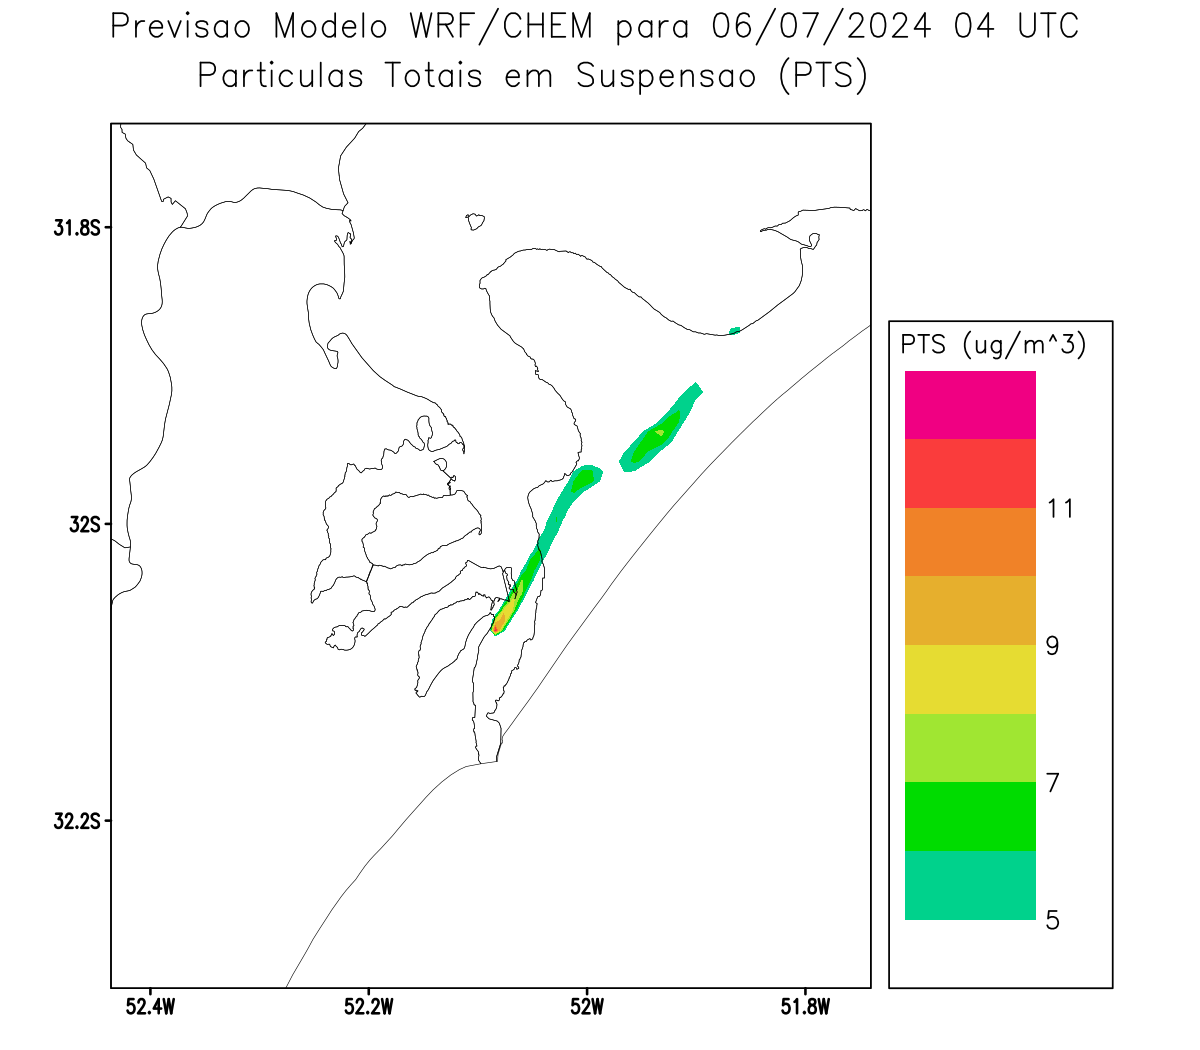 Previsao Modelo WRF/CHEM para 06/07/2024 04 UTC
Particulas Totais em Suspensao (PTS)
31.8S
32S
32.2S
52.4W
52.2W
52W
51.8W
PTS (ug/m^3)
11
9
7
5